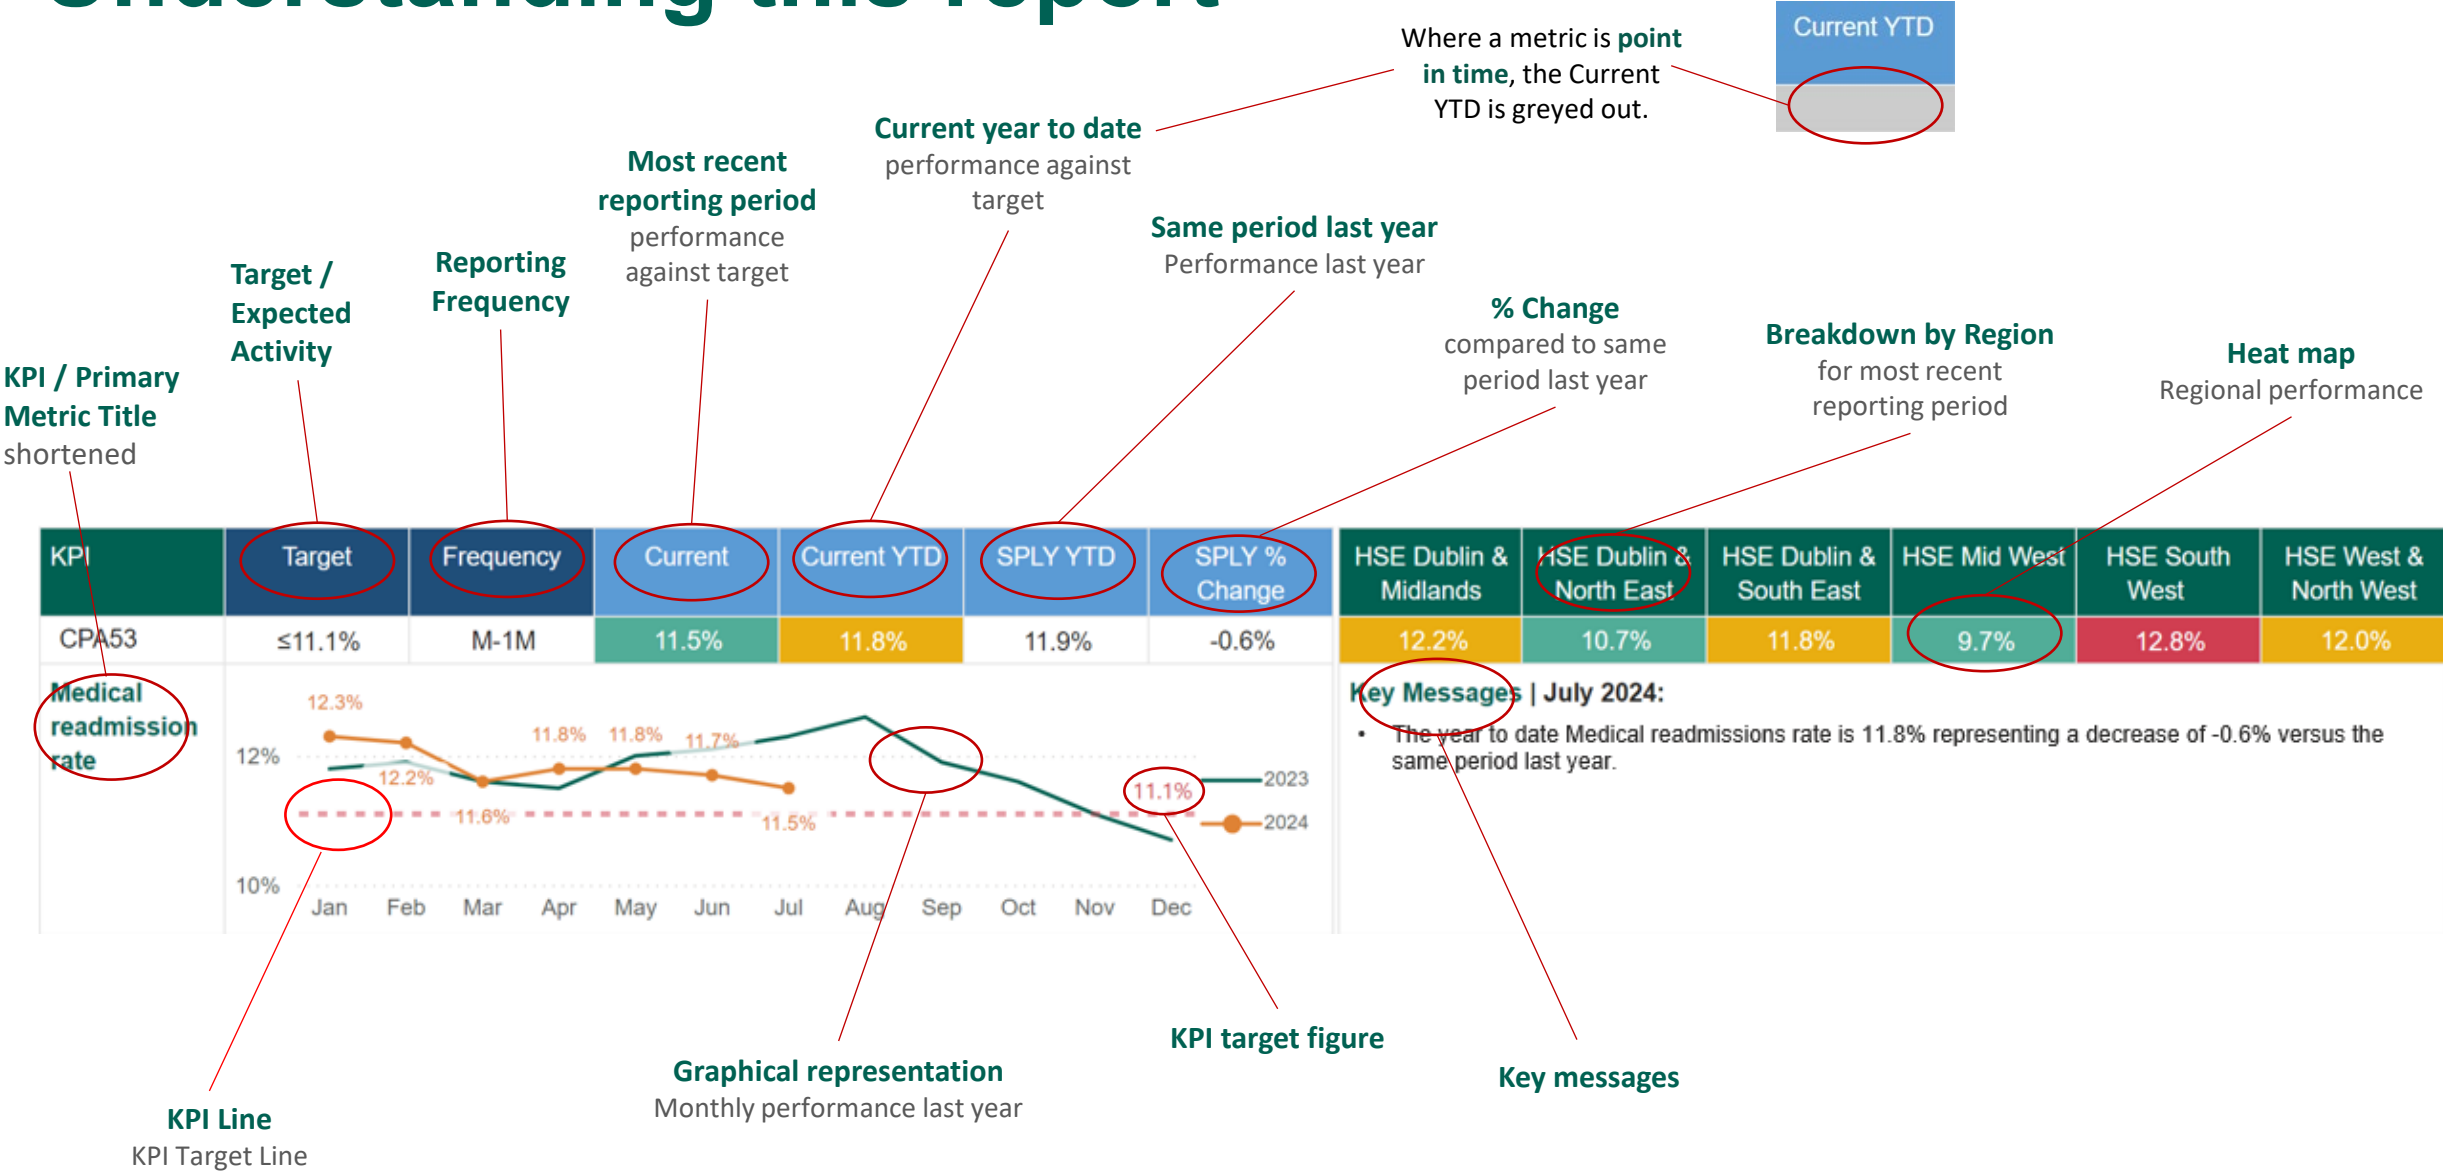 Understanding this report
Where a metric is point
in time, the Current
YTD is greyed out.
Current YTD
Current year to date
performance against
target
Most recent
reporting period
performance
against target
Same period last year
Performance last year
Reporting
Frequency
Target /
Expected
Activity
% Change
compared to same
period last year
Breakdown by Region
for most recent
reporting period
Heat map
Regional performance
KPI / Primary
Metric Title
shortened
KPI Target Frequency Current Current YTD SPLY YTD SPLY %
Change HSE Dublin &
Midlands HSE Dublin &
North East HSE Dublin &
South East HSE Mid West HSE South
West HSE West &
North West
CPA53 ≤11.1% M-1M 11.5% 11.8% 11.9% -0.6% 12.2% 10.7% 11.8% 9.7% 12.8% 12.0%
Medical
readmission
rate
12%
10%
12.3%
12.2%
11.6%
11.8%
11.8%
11.7%
11.5%
11.1%
2023
2024
Jan Feb Mar Apr May Jun Jul Aug Sep Oct Nov Dec
Key Messages | July 2024:
• The year to date Medical readmissions rate is 11.8% representing a decrease of -0.6% versus the
same period last year.
KPI target figure
Graphical representation
Monthly performance last year
Key messages
KPI Line
KPI Target Line